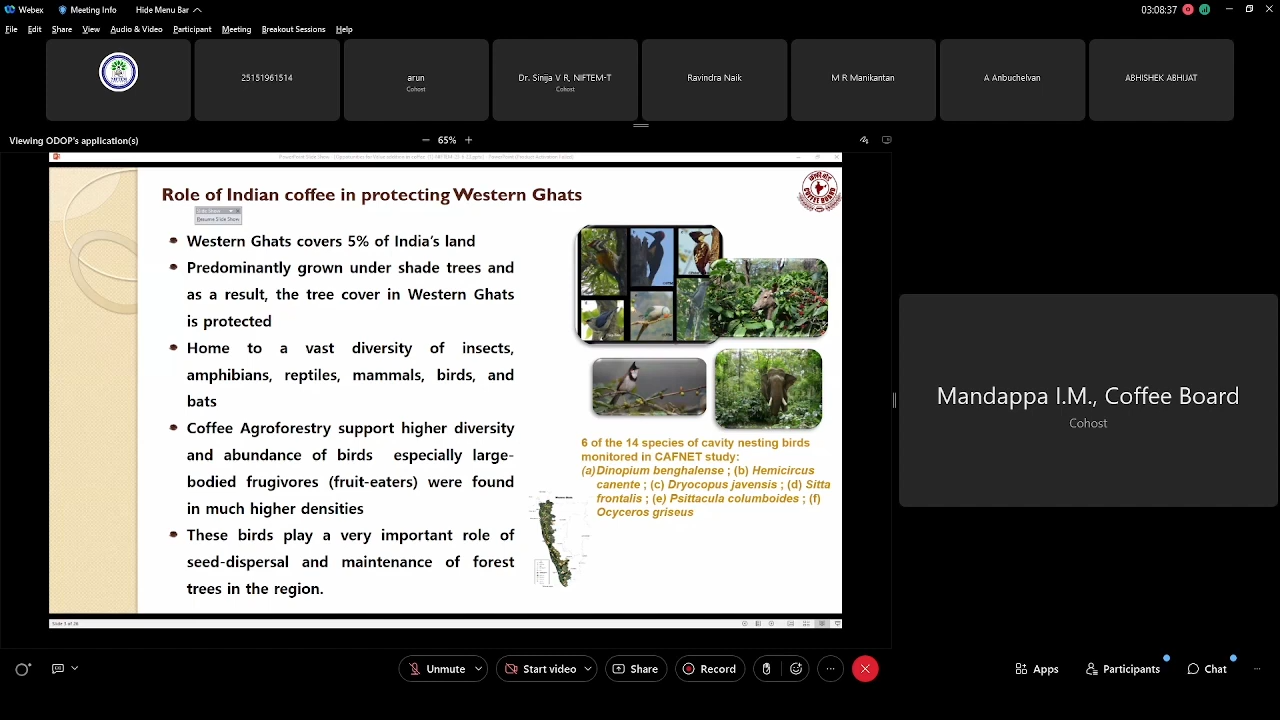 Webex
Meeting Info
Hide Menu Bar
03:08:37
File Edit Share View Audio & Video Participant Meeting Breakout Sessions Help
NIFTEM
25151961514
arun
Cohost
Dr. Sinija V R, NIFTEM-T
Cohost
Ravindra Naik
M R Manikantan
A Anbuchelvan
ABHISHEK ABHIJAT
Viewing ODOP's application(s)
65%
Role of Indian coffee in protecting Western Ghats
Slide Show
Resume Slide Show
COFFEE BOARD
Western Ghats covers 5% of India's land
Predominantly grown under shade trees and
as a result, the tree cover in Western Ghats
is protected
Home to a vast diversity of insects,
amphibians, reptiles, mammals, birds, and
bats
Coffee Agroforestry support higher diversity
and abundance of birds especially large-
bodied frugivores (fruit-eaters) were found
in much higher densities
These birds play a very important role of
seed-dispersal and maintenance of forest
trees in the region.
6 of the 14 species of cavity nesting birds
monitored in CAFNET study:
(a)Dinopium benghalense ; (b) Hemicircus
canente ; (c) Dryocopus javensis ; (d) Sitta
frontalis ; (e) Psittacula columboides ; (f)
Ocyceros griseus
Mandappa I.M., Coffee Board
Cohost
Unmute
Start video
Share
Record
Apps
Participants
Chat